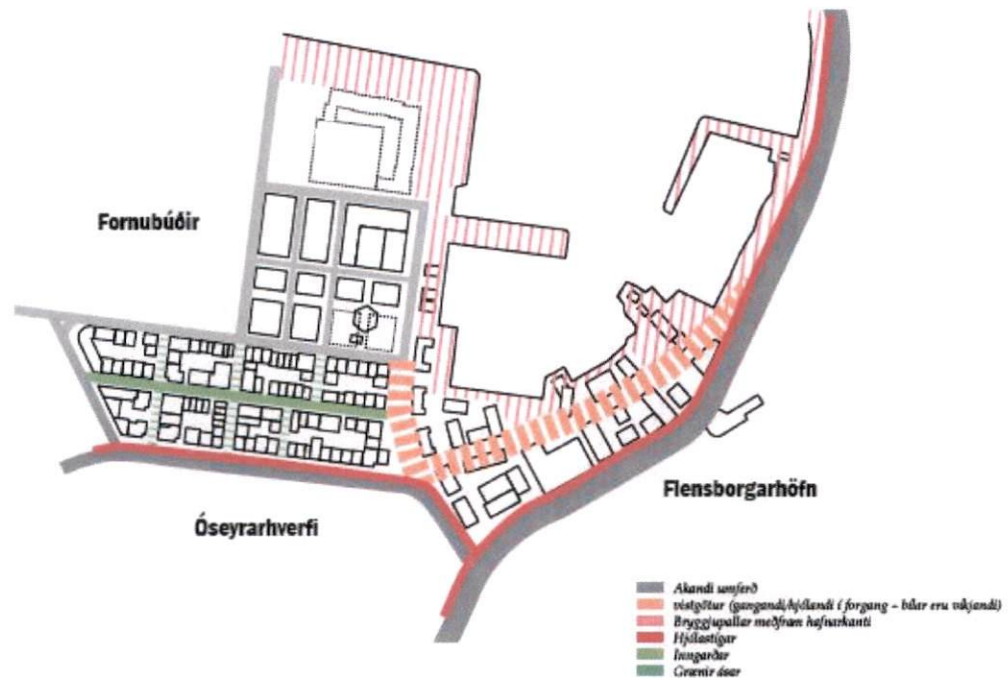 Fornubúðir
Flensborgarhöfn
Óseyrarhverfi
Akandi umferð
vistgötur (gangandi/hjólandi í forgang - bílar eru víkjandi)
Bryggjupallar meðfram hafnarkanti
Hjólastígar
Inngarðar
Grænir ásar